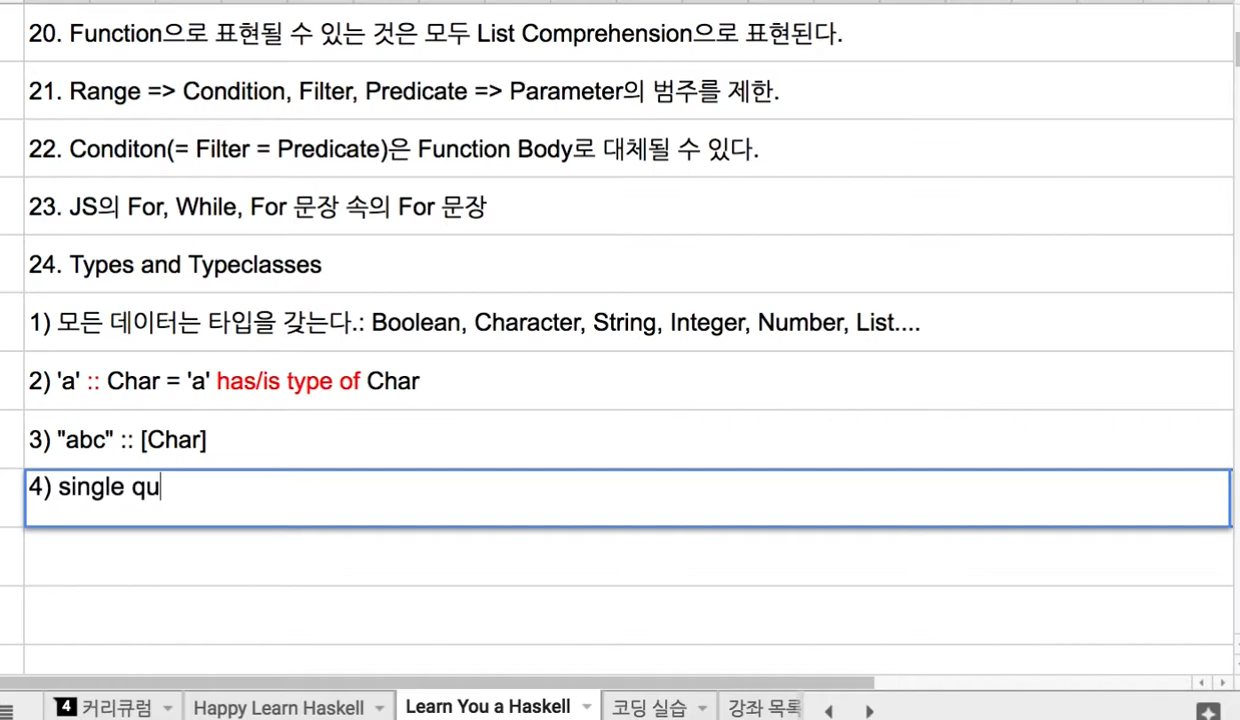 20. Function으로 표현될 수 있는 것은 모두 List Comprehension으로 표현된다.
21. Range => Condition, Filter, Predicate => Parameter의 범주를 제한.
22. Conditon(= Filter = Predicate)은 Function Body로 대체될 수 있다.
23. JS의 For, While, For 문장 속의 For 문장
24. Types and Typeclasses
1) 모든 데이터는 타입을 갖는다.: Boolean, Character, String, Integer, Number, List....
2) 'a' :: Char = 'a' has/is type of Char
3) "abc" :: [Char]
4) single qu
4 커리큐럼 Happy Learn Haskell Learn You a Haskell 코딩 실습 강좌 목록